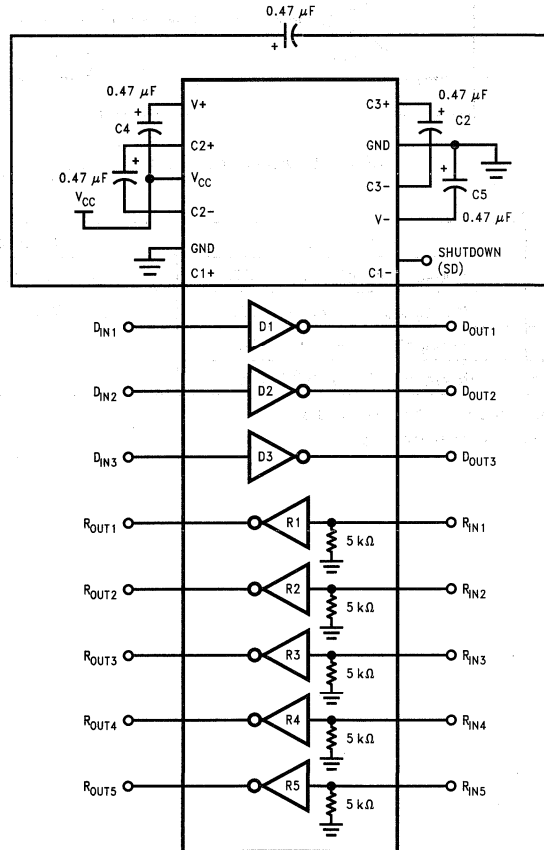 0.47 μF
+
0.47 μF
+
C4
V+
C2+
+
0.47 μF
VCC
VCC
C2-
GND
C1+
C3+
+
0.47 μF
C2
GND
C3-
+
C5
V-
0.47 μF
SHUTDOWN
(SD)
C1-
DIN1 D1 DOUT1
DIN2 D2 DOUT2
DIN3 D3 DOUT3
ROUT1 R1 RIN1
5 kΩ
ROUT2 R2 RIN2
5 kΩ
ROUT3 R3 RIN3
5 kΩ
ROUT4 R4 RIN4
5 kΩ
ROUT5 R5 RIN5
5 kΩ